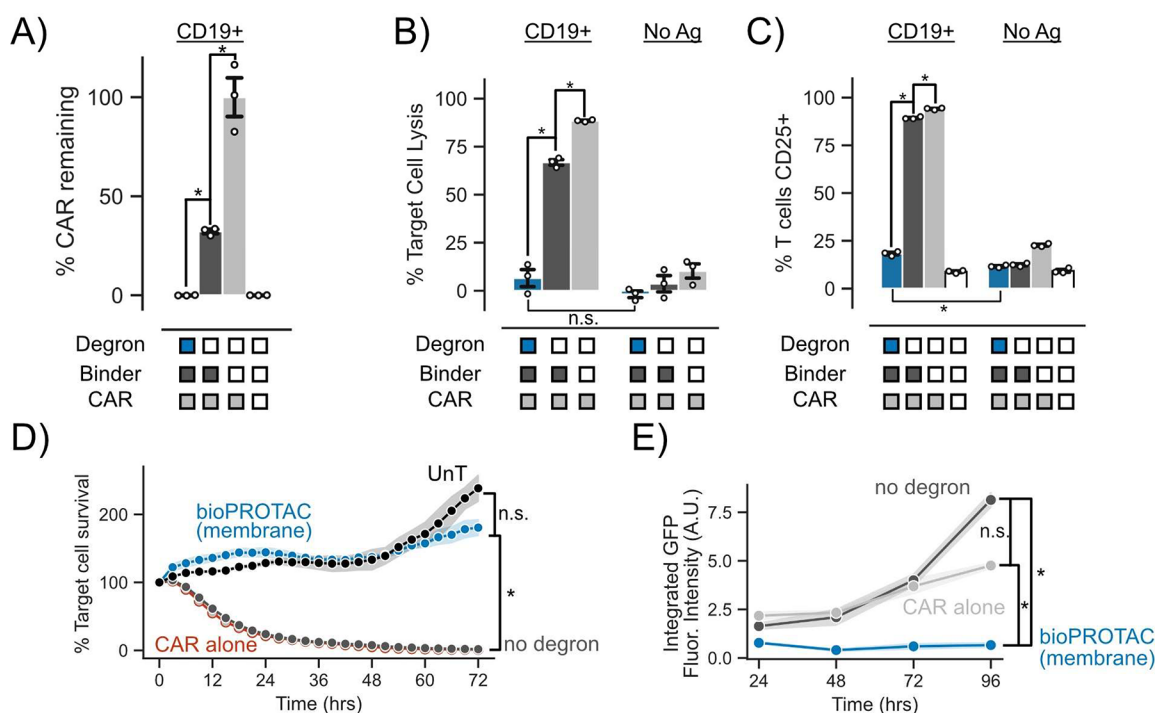 A)
CD19+
% CAR remaining
100
50
0
*
*
Degron
Binder
CAR
B)
CD19+
No Ag
% Target Cell Lysis
100
75
50
25
0
*
*
n.s.
Degron
Binder
CAR
C)
CD19+
No Ag
% T cells CD25+
100
75
50
25
0
*
*
*
Degron
Binder
CAR
D)
% Target cell survival
200
100
0
UnT
bioPROTAC
(membrane)
n.s.
*
CAR alone
no degron
0 12 24 36 48 60 72
Time (hrs)
E)
Integrated GFP
Fluor. Intensity (A.U.)
7.5
5.0
2.5
0.0
no degron
n.s.
*
*
CAR alone
bioPROTAC
(membrane)
24 48 72 96
Time (hrs)